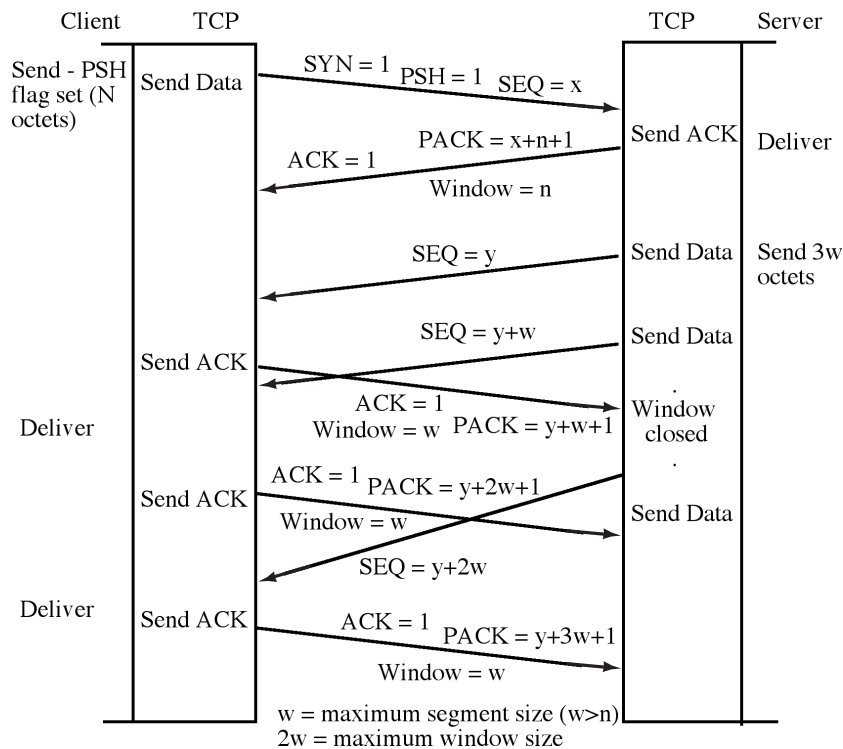 Client TCP TCP Server
Send - PSH
flag set (N
octets)
Send Data
SYN = 1
PSH = 1
SEQ = x
PACK = x+n+1
ACK = 1
Window = n
Send ACK
Deliver
SEQ = y
Send Data
Send 3w
octets
SEQ = y+w
Send Data
Send ACK
ACK = 1
Window = w PACK = y+w+1
.
Window
closed
.
Deliver
ACK = 1
PACK = y+2w+1
Send ACK
Window = w
Send Data
SEQ = y+2w
Deliver
Send ACK
ACK = 1
PACK = y+3w+1
Window = w
w = maximum segment size (w>n)
2w = maximum window size